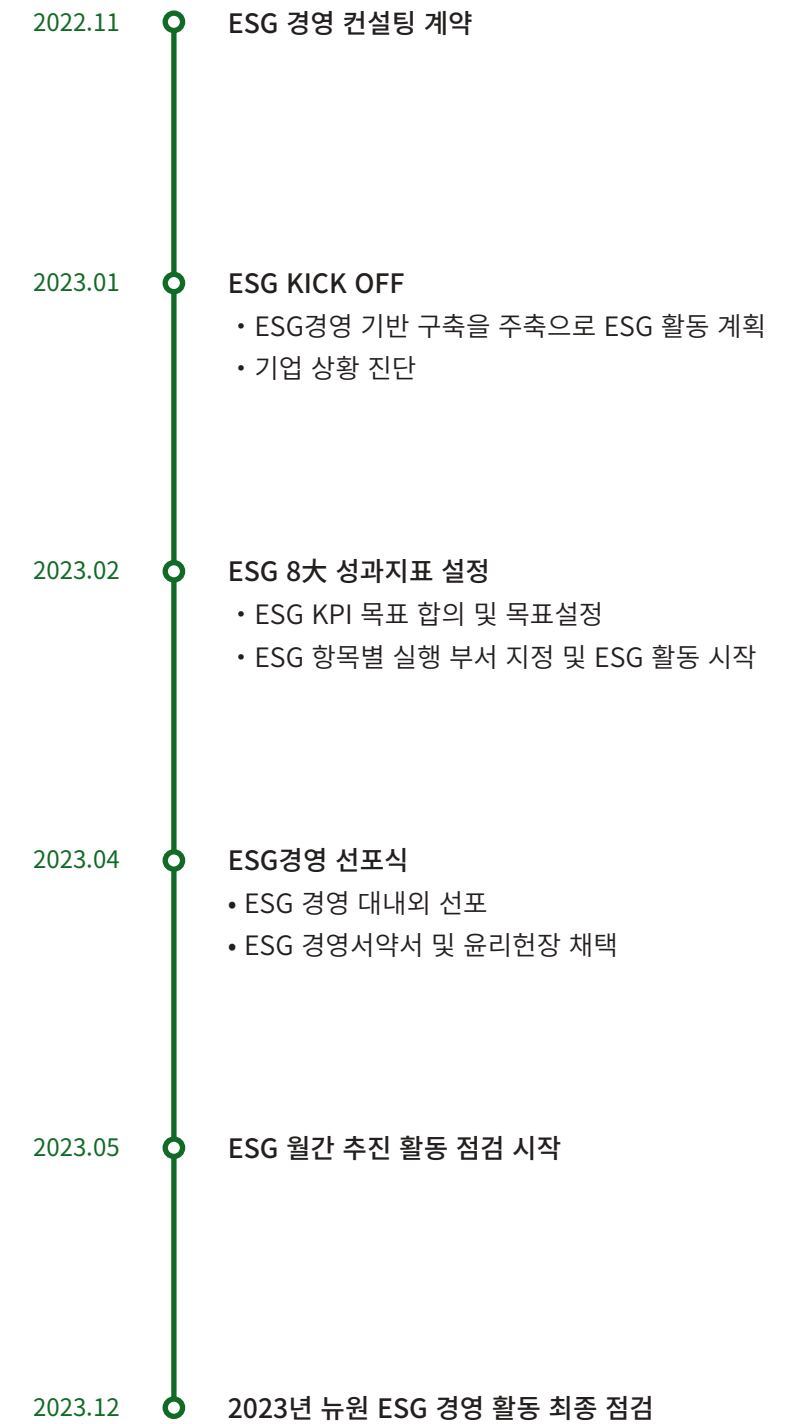 2022.11 ESG 경영 컨설팅 계약
2023.01 ESG KICK OFF
・ESG경영 기반 구축을 주축으로 ESG 활동 계획
・기업 상황 진단
2023.02 ESG 8大 성과지표 설정
・ESG KPI 목표 합의 및 목표설정
・ESG 항목별 실행 부서 지정 및 ESG 활동 시작
2023.04 ESG경영 선포식
• ESG 경영 대내외 선포
• ESG 경영서약서 및 윤리헌장 채택
2023.05 ESG 월간 추진 활동 점검 시작
2023.12 2023년 뉴원 ESG 경영 활동 최종 점검